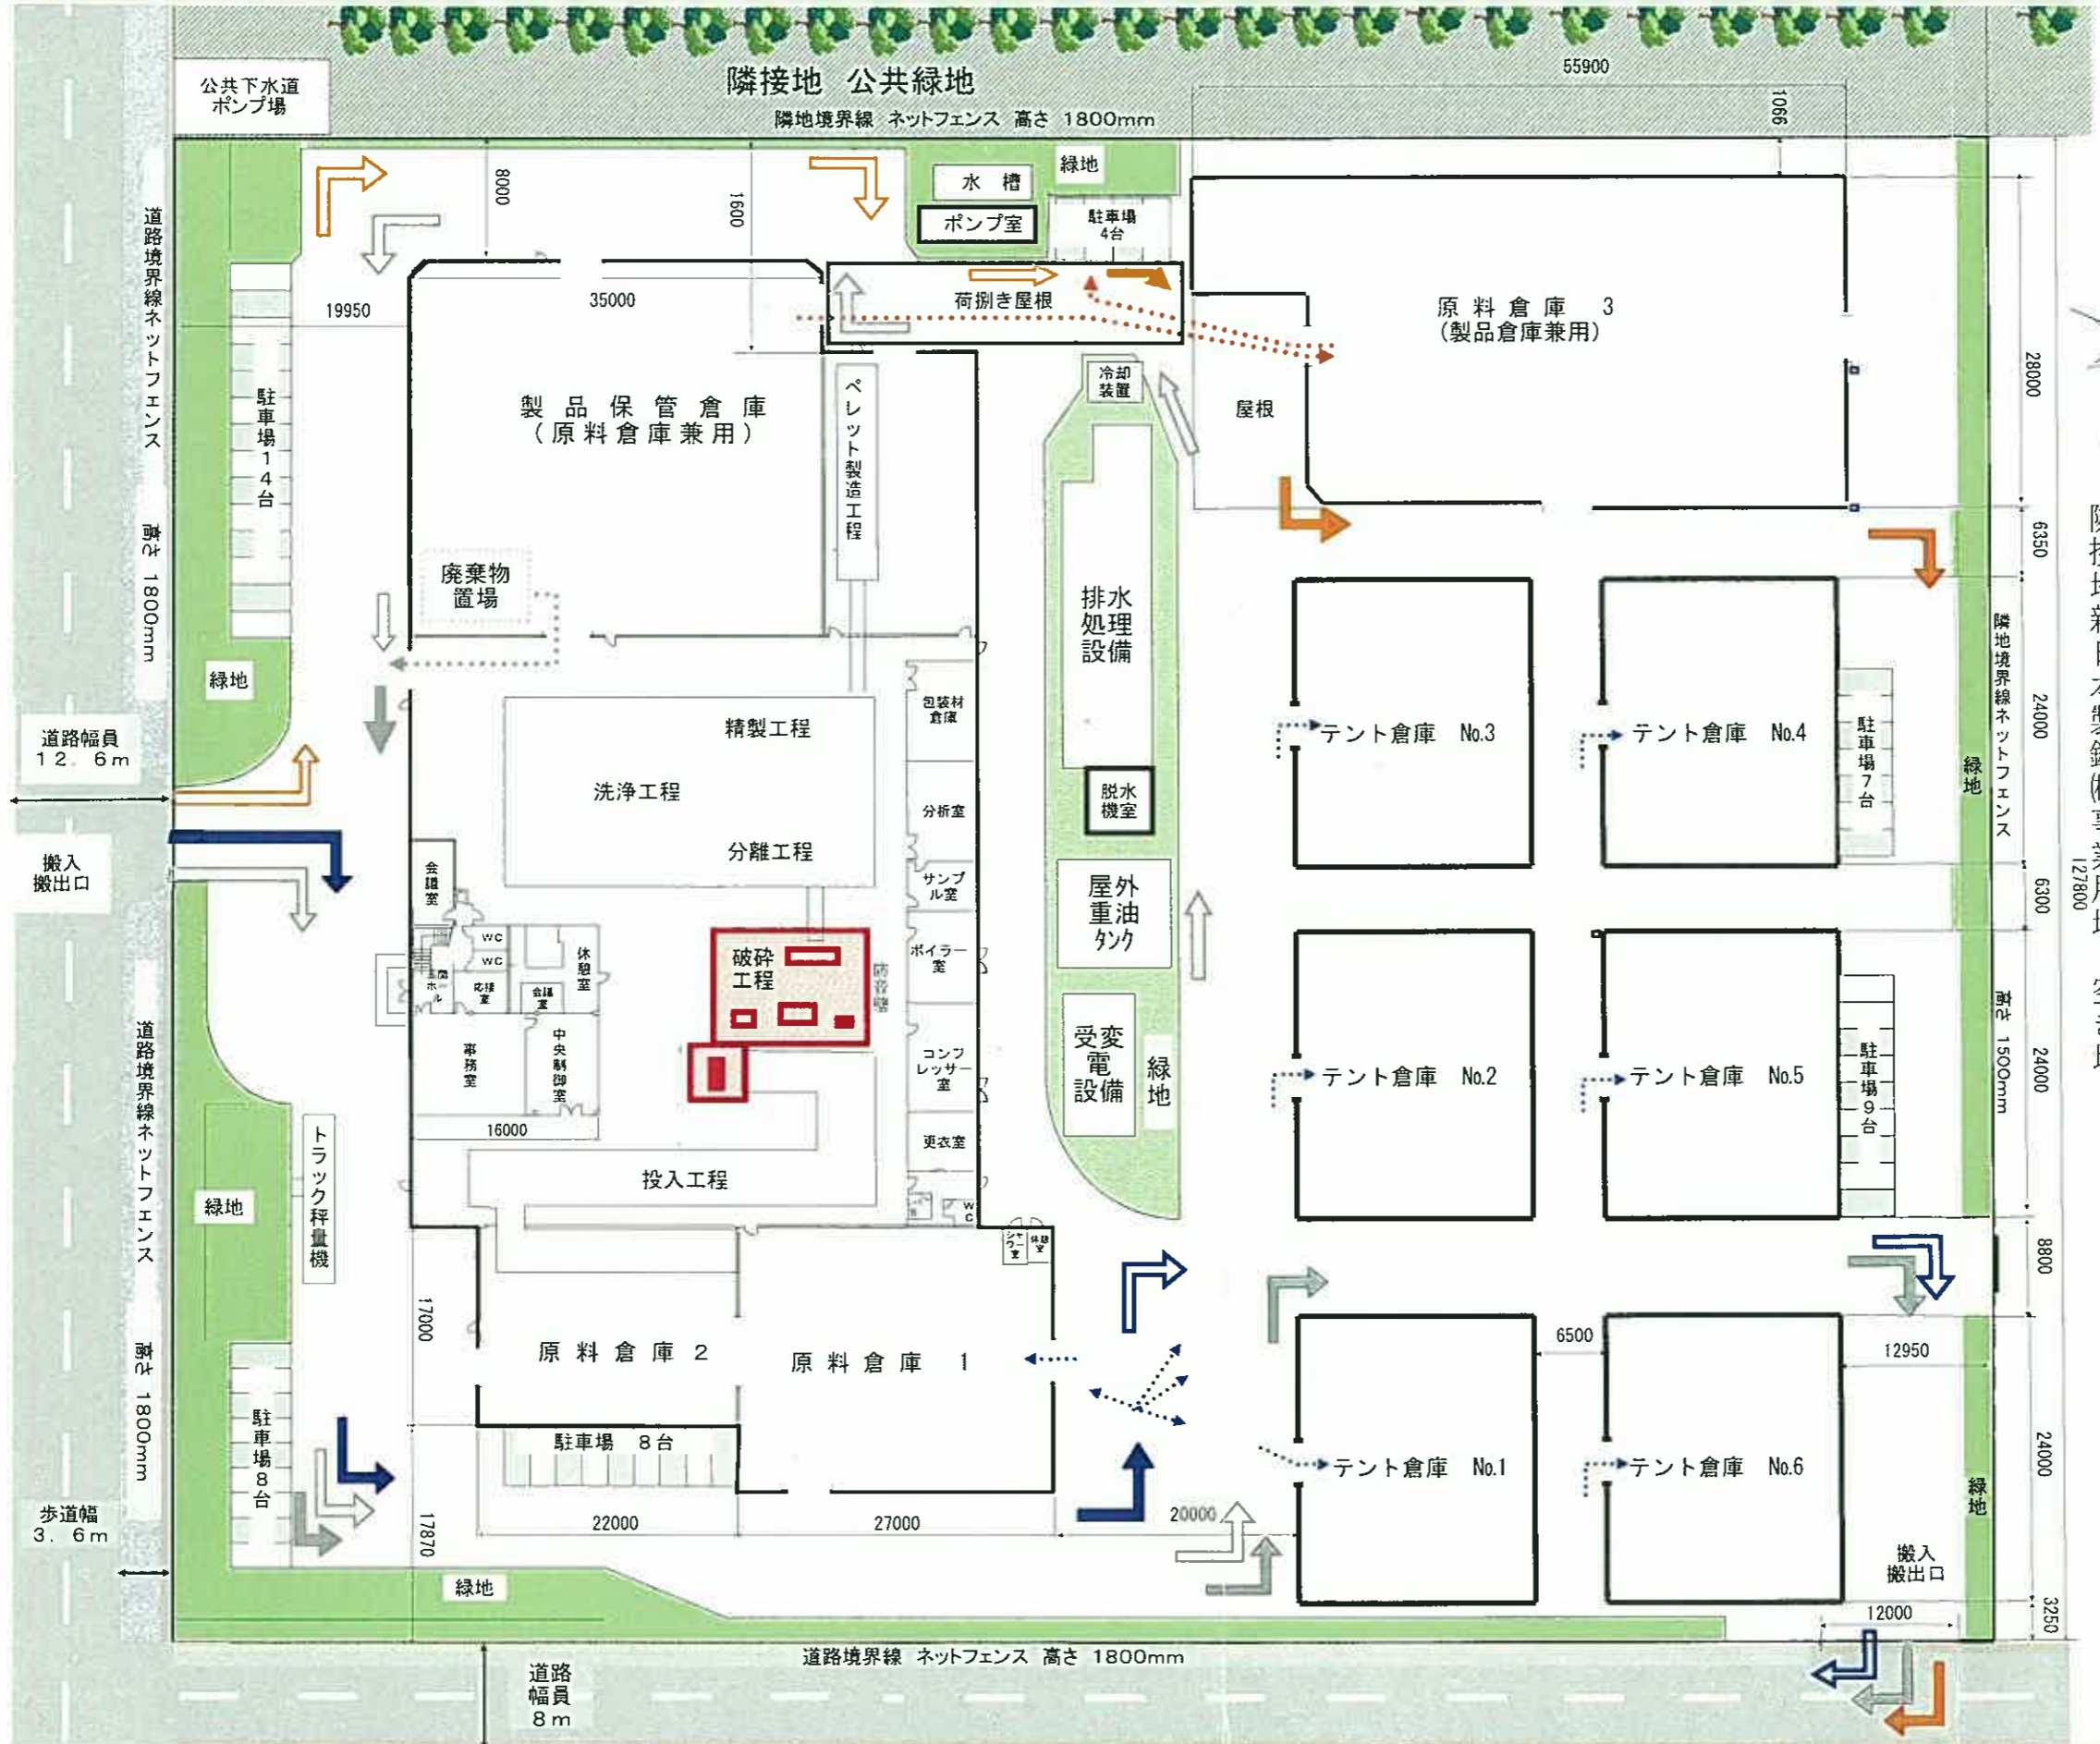 公共下水道
ポンプ場
隣接地 公共緑地
隣地境界線 ネットフェンス 高さ 1800mm
55900
1066
道路境界線ネットフェンス 高さ 1800mm
8000
1600
水 槽
ポンプ室
緑地
駐車場
4台
19950
35000
荷捌き屋根
原 料 倉 庫 3
(製品倉庫兼用)
28000
駐車場14台
製 品 保 管 倉 庫
(原料倉庫兼用)
ペレット製造工程
冷却
装置
屋根
廃棄物
置場
排水
処理
設備
6350
緑地
道路幅員
12.6m
精製工程
洗浄工程
分離工程
包装材
倉庫
分析室
サンプ
ル室
ボイラー
室
コンプ
レッサー
室
更衣室
脱水
機室
屋外
重油
タンク
受変
電
設備
緑地
テント倉庫 No.3
テント倉庫 No.4
駐車場7台
24000
緑地
隣地境界線ネットフェンス 高さ 1500mm
127800
6300
搬入
搬出口
会議室
WC
WC
応接室
会議室
休憩室
事務室
中央制御室
16000
破砕
工程
投入工程
WC
テント倉庫 No.2
テント倉庫 No.5
駐車場9台
24000
道路境界線ネットフェンス 高さ 1800mm
緑地
トラック秤量機
シャワー室
休憩室
8800
17000
原 料 倉 庫 2
原 料 倉 庫 1
6500
12950
駐車場8台
駐車場 8台
テント倉庫 No.1
テント倉庫 No.6
24000
緑地
歩道幅
3.6m
17870
22000
27000
20000
搬入
搬出口
12000
3250
緑地
道路境界線 ネットフェンス 高さ 1800mm
道路
幅員
8m